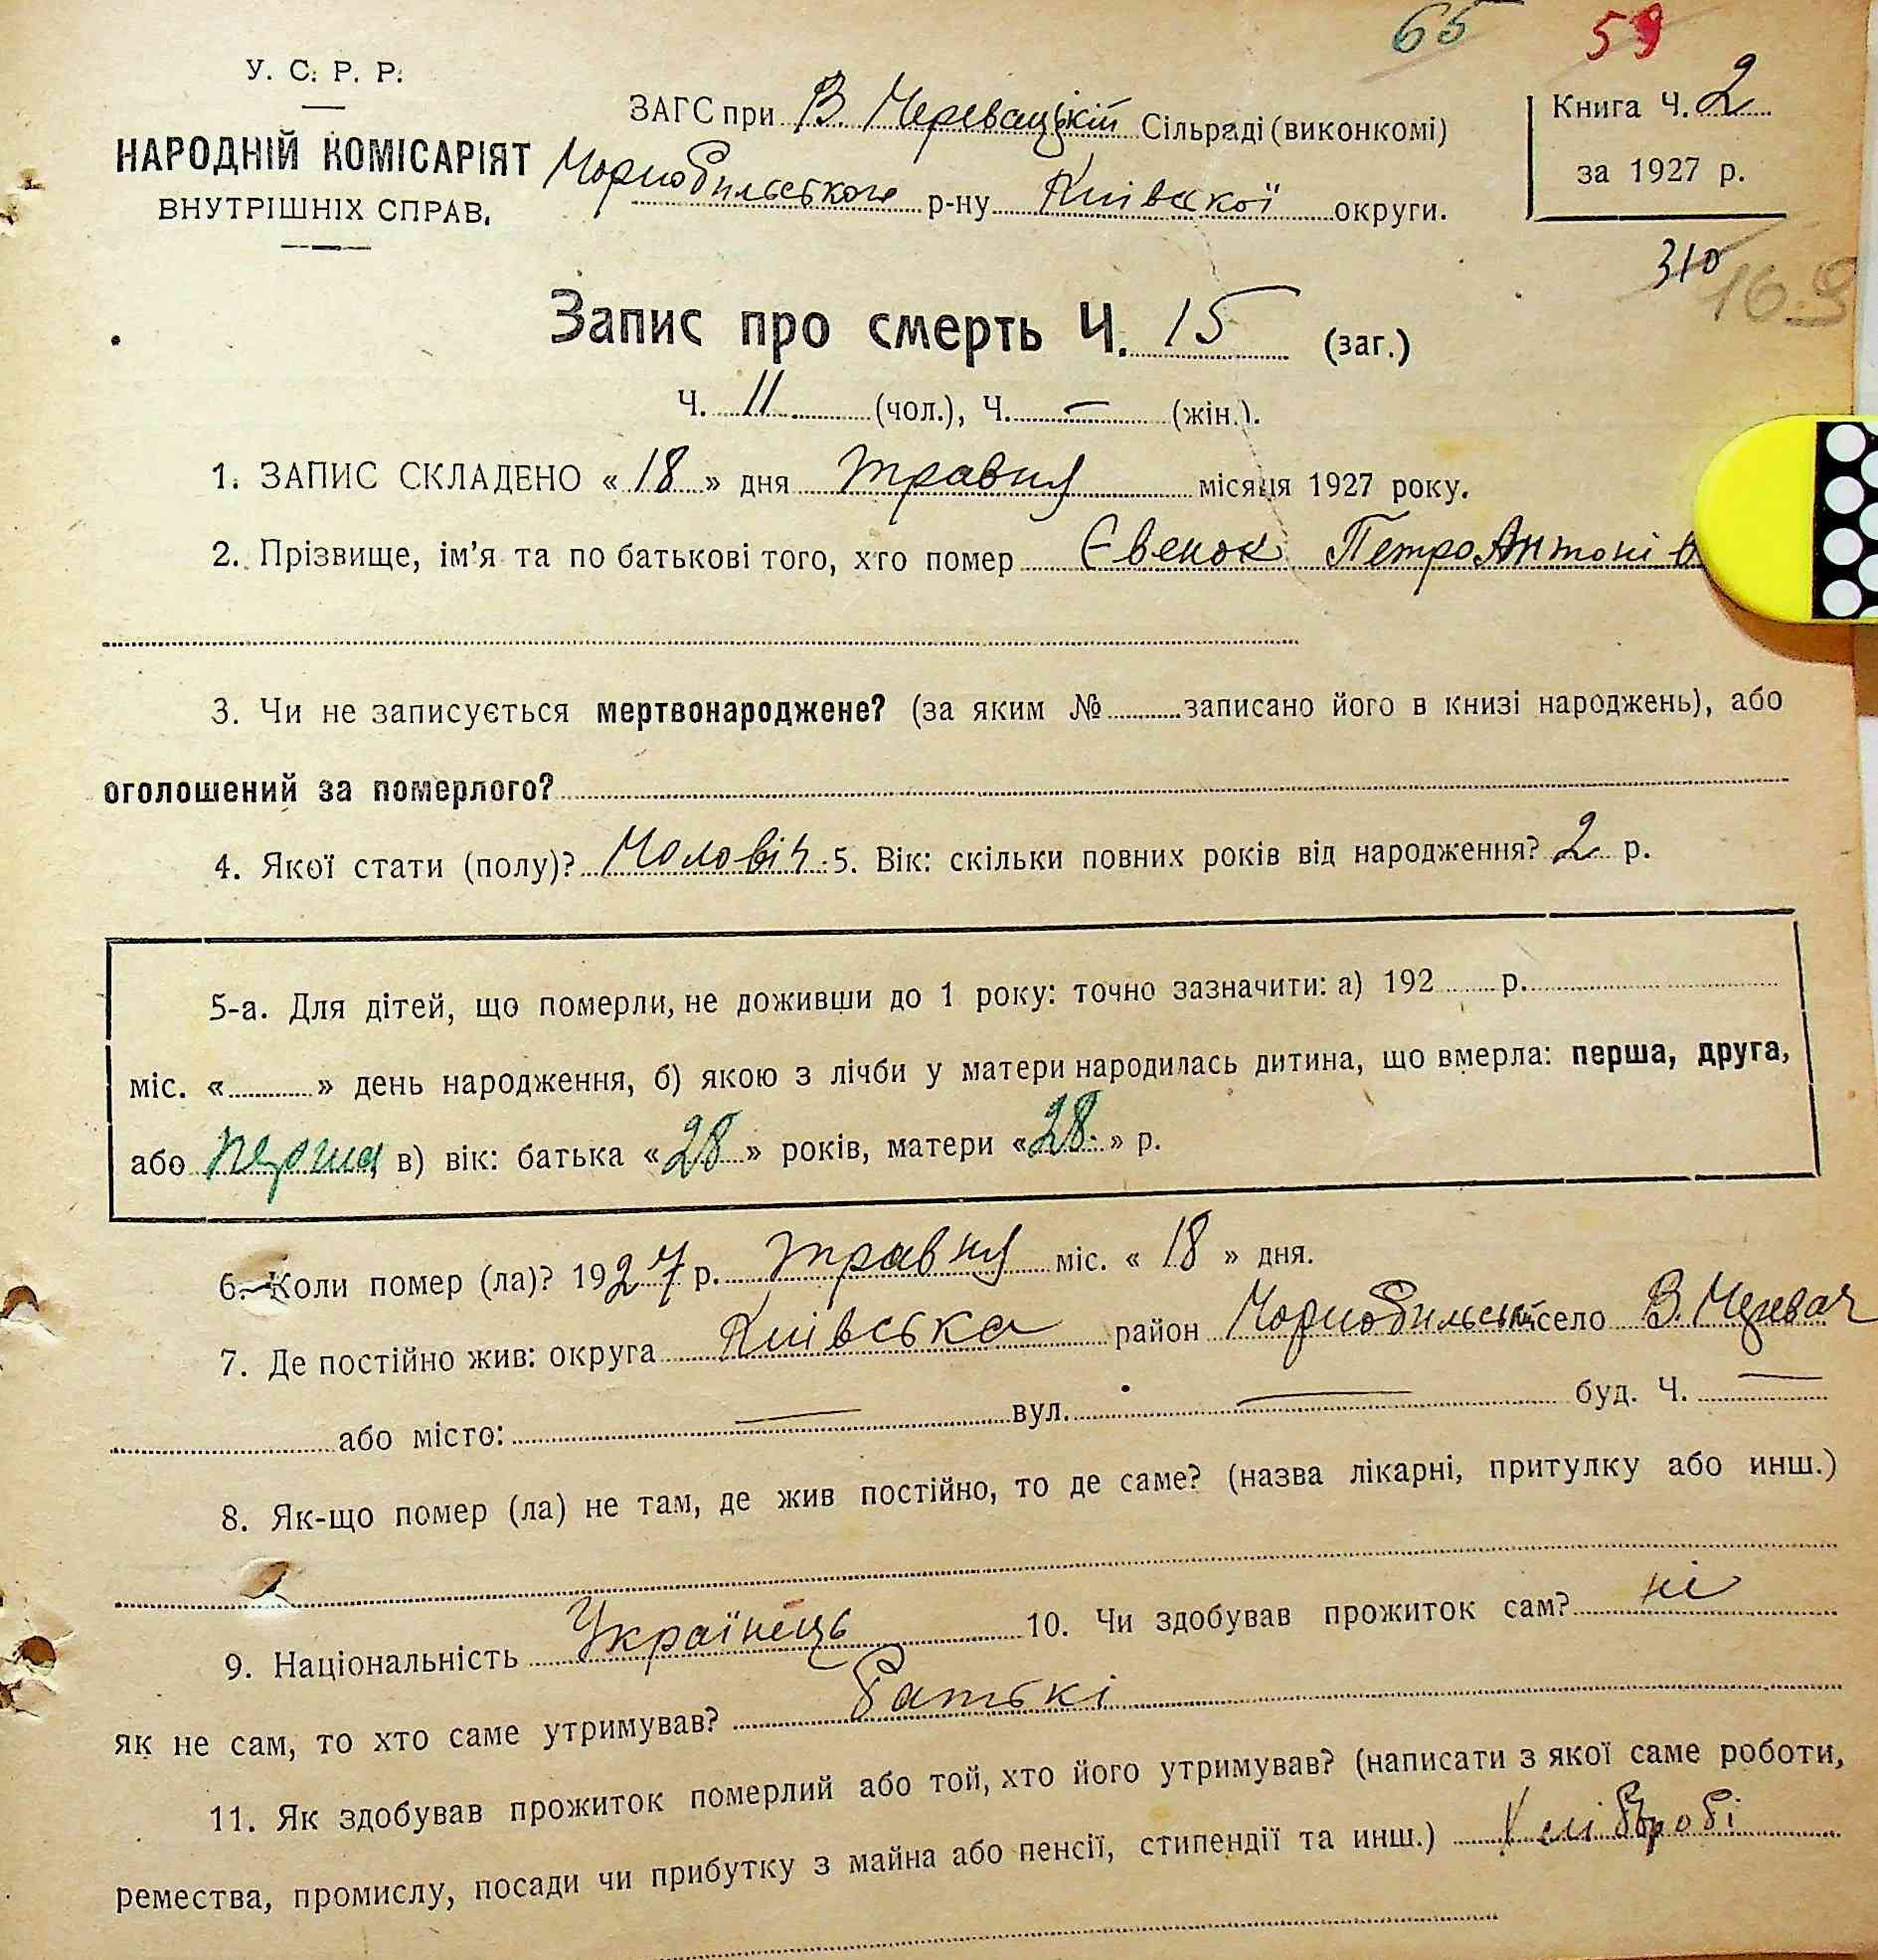 65 59
У. С. Р. Р.
НАРОДНІЙ КОМІСАРІЯТ
ВНУТРІШНІХ СПРАВ.
ЗАГС при В. Черевацькій Сільраді (виконкомі)
Чорнобильського р-ну Київської округи.
Книга Ч. 2
за 1927 р.
310
16.9
Запис про смерть Ч. 15 (заг.)
Ч. 11 (чол.), Ч. – (жін.).
1. ЗАПИС СКЛАДЕНО « 18 » дня травня місяця 1927 року.
2. Прізвище, ім’я та по батькові того, хто помер Євенок Петро Антонів
3. Чи не записується мертвонароджене? (за яким № записано його в книзі народжень), або
оголошений за померлого?
4. Якої стати (полу)? Чоловіч. 5. Вік: скільки повних років від народження? 2 р.
5-а. Для дітей, що померли, не доживши до 1 року: точно зазначити: а) 192 р.
міс. « » день народження, б) якою з лічби у матери народилась дитина, що вмерла: перша, друга,
або перша в) вік: батька « 28 » років, матери « 28. » р.
6. Коли помер (ла)? 1927 р. травня міс. « 18 » дня.
7. Де постійно жив: округа Київська район Чорнобильськ село В. Черевач
або місто: — вул. — буд. Ч. —
8. Як-що помер (ла) не там, де жив постійно, то де саме? (назва лікарні, притулку або инш.)
9. Національність Українець 10. Чи здобував прожиток сам? ні
як не сам, то хто саме утримував? батькі
11. Як здобував прожиток померлий або той, хто його утримував? (написати з якої саме роботи,
ремества, промислу, посади чи прибутку з майна або пенсії, стипендії та инш.) Хліборобі